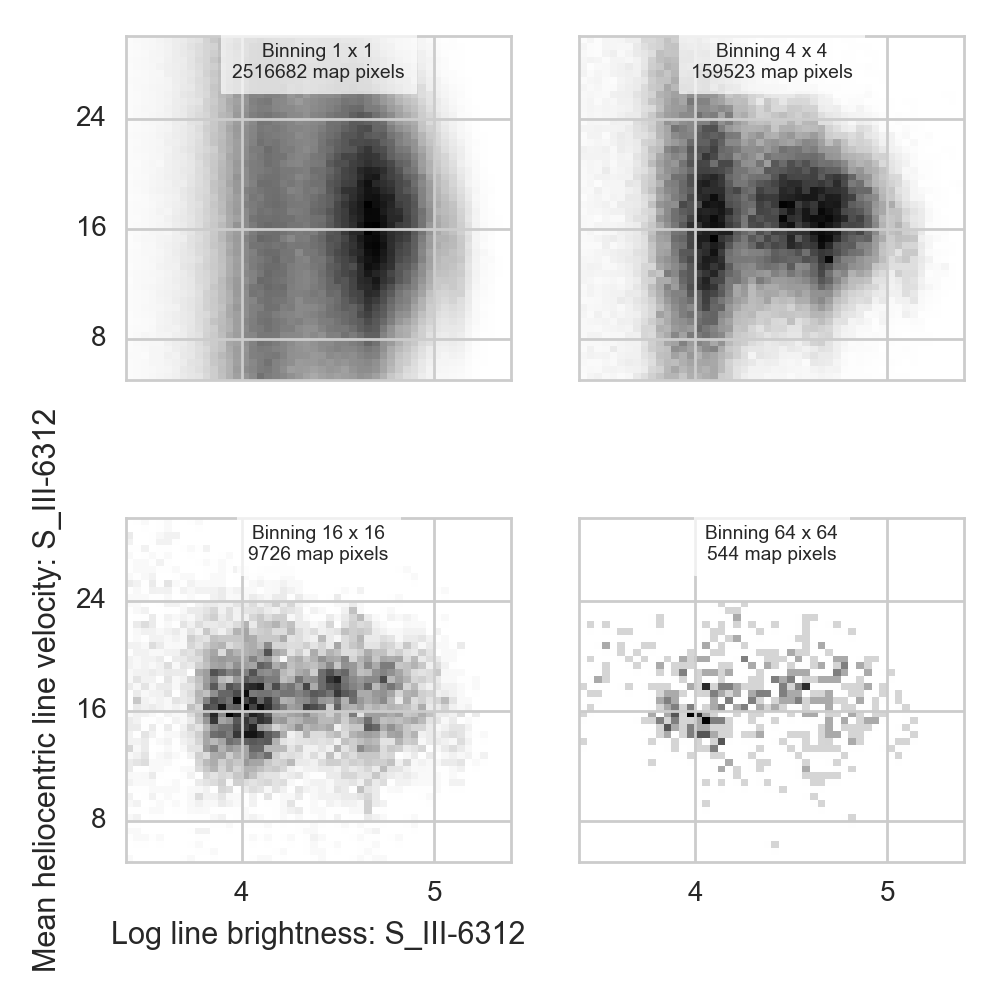 Binning 1 x 1
2516682 map pixels
Binning 4 x 4
159523 map pixels
24
16
8
Mean heliocentric line velocity: S_III-6312
Binning 16 x 16
9726 map pixels
Binning 64 x 64
544 map pixels
24
16
8
4
5
4
5
Log line brightness: S_III-6312